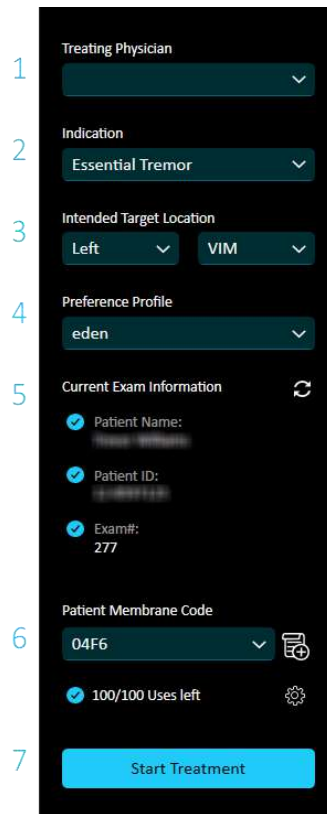 1
Treating Physician
2
Indication
Essential Tremor
3
Intended Target Location
Left VIM
4
Preference Profile
eden
5
Current Exam Information
Patient Name:
Patient ID:
Exam#:
277
Patient Membrane Code
6
04F6
100/100 Uses left
7
Start Treatment